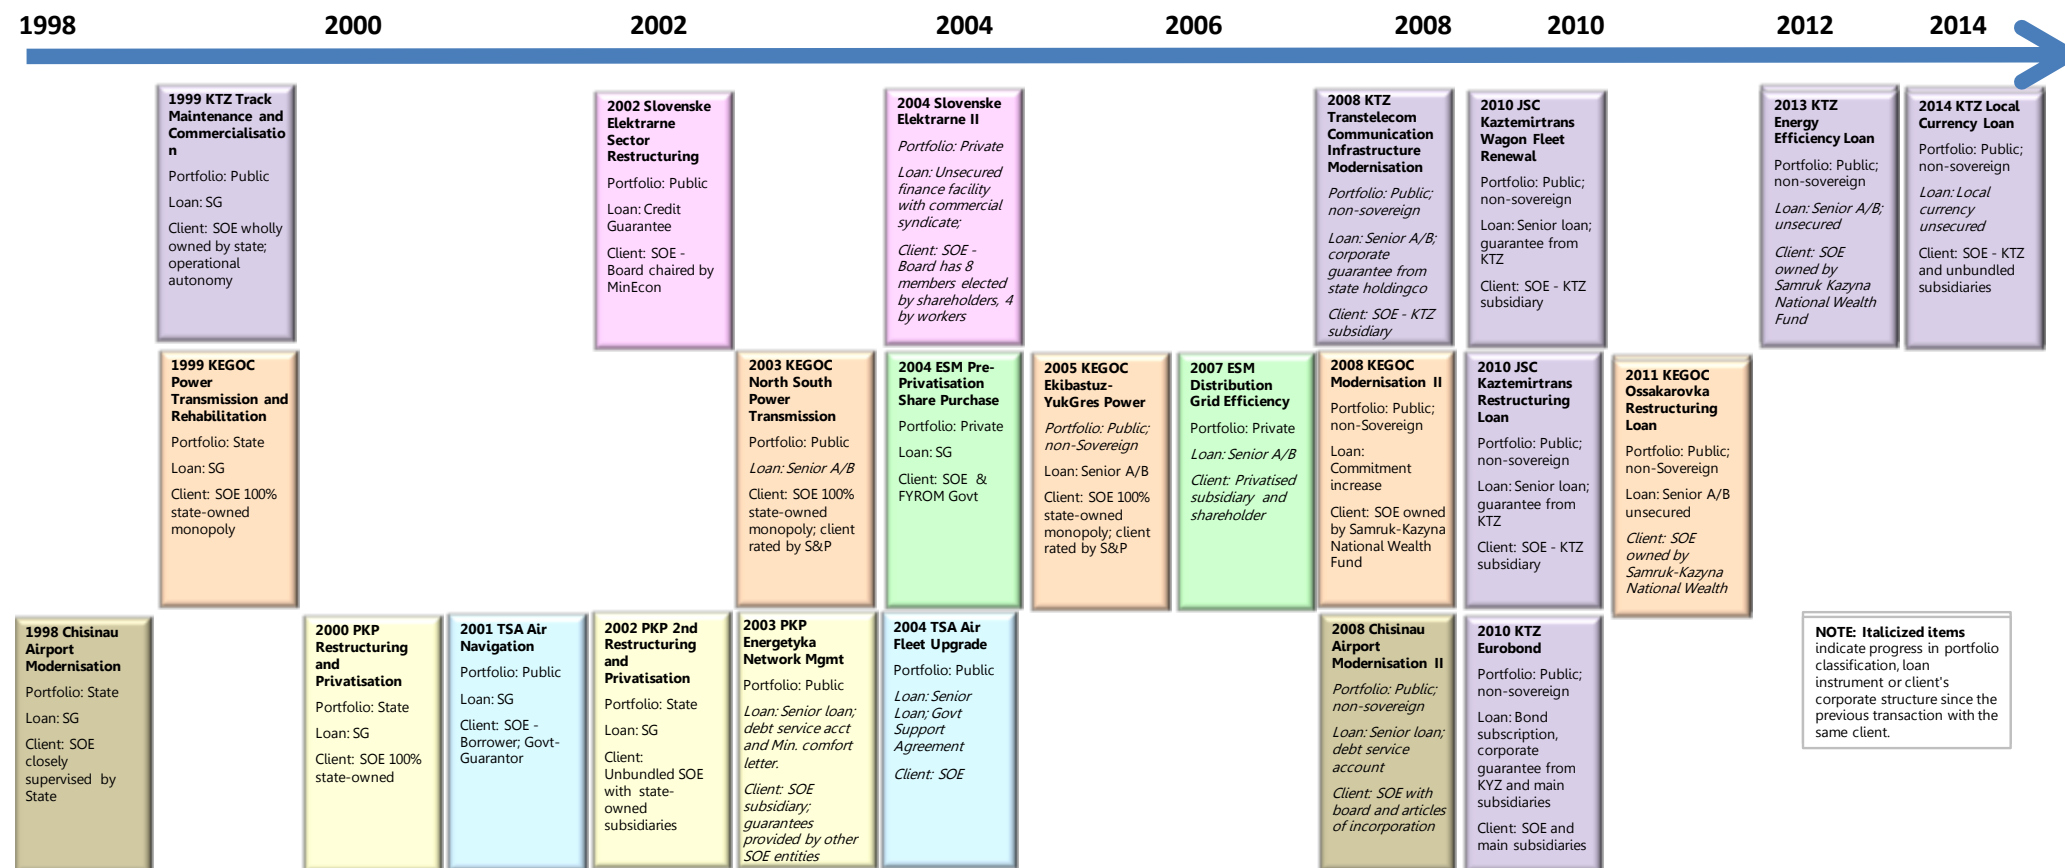 1998 2000 2002 2004 2006 2008 2010 2012 2014
1999 KTZ Track
Maintenance and
Commercialisatio
n
Portfolio: Public
Loan: SG
Client: SOE wholly
owned by state;
operational
autonomy
2002 Slovenske
Elektrarne
Sector
Restructuring
Portfolio: Public
Loan: Credit
Guarantee
Client: SOE -
Board chaired by
MinEcon
2004 Slovenske
Elektrarne II
Portfolio: Private
Loan: Unsecured
finance facility
with commercial
syndicate;
Client: SOE -
Board has 8
members elected
by shareholders, 4
by workers
2008 KTZ
Transtelecom
Communication
Infrastructure
Modernisation
Portfolio: Public;
non-sovereign
Loan: Senior A/B;
corporate
guarantee from
state holdingco
Client: SOE - KTZ
subsidiary
2010 JSC
Kaztemirtrans
Wagon Fleet
Renewal
Portfolio: Public;
non-sovereign
Loan: Senior loan;
guarantee from
KTZ
Client: SOE - KTZ
subsidiary
2013 KTZ
Energy
Efficiency Loan
Portfolio: Public;
non-sovereign
Loan: Senior A/B;
unsecured
Client: SOE
owned by
Samruk Kazyna
National Wealth
Fund
2014 KTZ Local
Currency Loan
Portfolio: Public;
non-sovereign
Loan: Local
currency
unsecured
Client: SOE - KTZ
and unbundled
subsidiaries
1999 KEGOC
Power
Transmission and
Rehabilitation
Portfolio: State
Loan: SG
Client: SOE 100%
state-owned
monopoly
2003 KEGOC
North South
Power
Transmission
Portfolio: Public
Loan: Senior A/B
Client: SOE 100%
state-owned
monopoly; client
rated by S&P
2004 ESM Pre-
Privatisation
Share Purchase
Portfolio: Private
Loan: SG
Client: SOE &
FYROM Govt
2005 KEGOC
Ekibastuz-
YukGres Power
Portfolio: Public;
non-Sovereign
Loan: Senior A/B
Client: SOE 100%
state-owned
monopoly; client
rated by S&P
2007 ESM
Distribution
Grid Efficiency
Portfolio: Private
Loan: Senior A/B
Client: Privatised
subsidiary and
shareholder
2008 KEGOC
Modernisation II
Portfolio: Public;
non-Sovereign
Loan:
Commitment
increase
Client: SOE owned
by Samruk-Kazyna
National Wealth
Fund
2010 JSC
Kaztemirtrans
Restructuring
Loan
Portfolio: Public;
non-sovereign
Loan: Senior loan;
guarantee from
KTZ
Client: SOE - KTZ
subsidiary
2011 KEGOC
Ossakarovka
Restructuring
Loan
Portfolio: Public;
non-Sovereign
Loan: Senior A/B
unsecured
Client: SOE
owned by
Samruk-Kazyna
National Wealth
1998 Chisinau
Airport
Modernisation
Portfolio: State
Loan: SG
Client: SOE
closely
supervised by
State
2000 PKP
Restructuring
and
Privatisation
Portfolio: State
Loan: SG
Client: SOE 100%
state-owned
2001 TSA Air
Navigation
Portfolio: Public
Loan: SG
Client: SOE -
Borrower; Govt-
Guarantor
2002 PKP 2nd
Restructuring
and
Privatisation
Portfolio: State
Loan: SG
Client:
Unbundled SOE
with state-
owned
subsidiaries
2003 PKP
Energetyka
Network Mgmt
Portfolio: Public
Loan: Senior loan;
debt service acct
and Min. comfort
letter.
Client: SOE
subsidiary;
guarantees
provided by other
SOE entities
2004 TSA Air
Fleet Upgrade
Portfolio: Public
Loan: Senior
Loan; Govt
Support
Agreement
Client: SOE
2008 Chisinau
Airport
Modernisation II
Portfolio: Public;
non-sovereign
Loan: Senior loan;
debt service
account
Client: SOE with
board and articles
of incorporation
2010 KTZ
Eurobond
Portfolio: Public;
non-sovereign
Loan: Bond
subscription,
corporate
guarantee from
KYZ and main
subsidiaries
Client: SOE and
main subsidiaries
NOTE: Italicized items
indicate progress in portfolio
classification, loan
instrument or client's
corporate structure since the
previous transaction with the
same client.